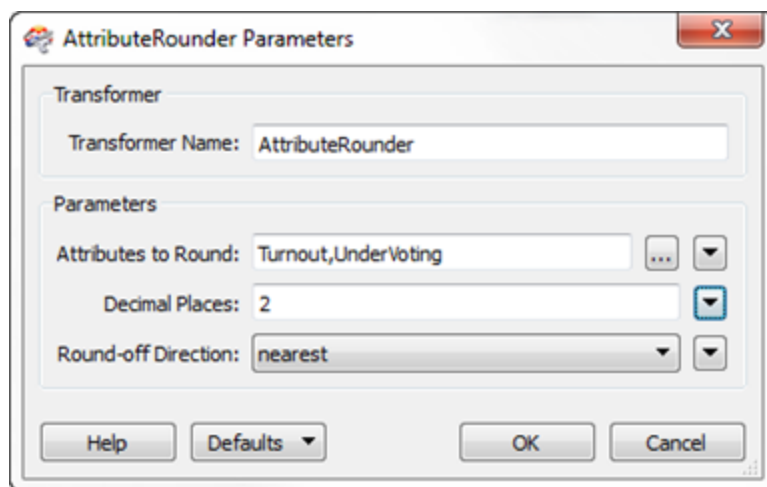 AttributeRounder Parameters
Transformer
Transformer Name: AttributeRounder
Parameters
Attributes to Round: Turnout,UnderVoting ...
Decimal Places: 2
Round-off Direction: nearest
Help Defaults OK Cancel